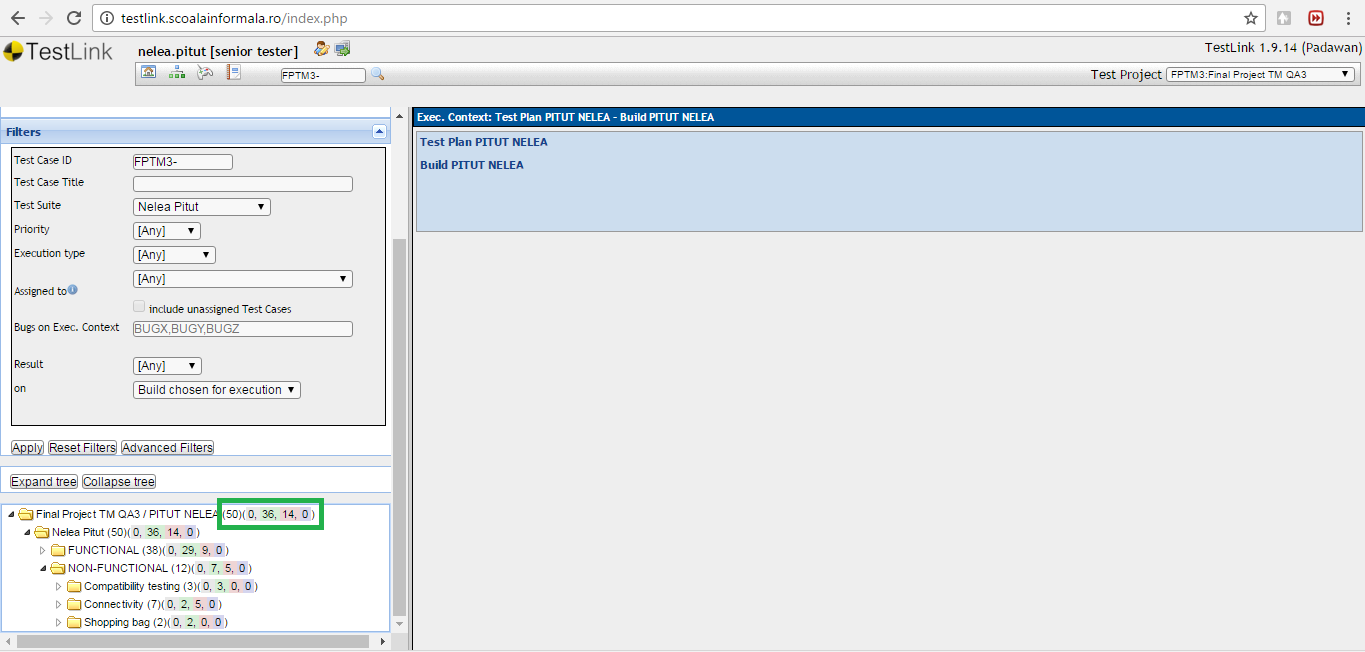 testlink.scoalainformala.ro/index.php
TestLink
nelea.pitut [senior tester]
TestLink 1.9.14 (Padawan)
FPTM3-
Test Project FPTM3:Final Project TM QA3
Filters
Test Case ID FPTM3-
Test Case Title
Test Suite Nelea Pitut
Priority [Any]
Execution type [Any]
[Any]
Assigned to
include unassigned Test Cases
Bugs on Exec. Context BUGX,BUGY,BUGZ
Result [Any]
on Build chosen for execution
Apply Reset Filters Advanced Filters
Expand tree Collapse tree
Final Project TM QA3 / PITUT NELEA (50)(0, 36, 14, 0)
Nelea Pitut (50)(0, 36, 14, 0)
FUNCTIONAL (38)(0, 29, 9, 0)
NON-FUNCTIONAL (12)(0, 7, 5, 0)
Compatibility testing (3)(0, 3, 0, 0)
Connectivity (7)(0, 2, 5, 0)
Shopping bag (2)(0, 2, 0, 0)
Exec. Context: Test Plan PITUT NELEA - Build PITUT NELEA
Test Plan PITUT NELEA
Build PITUT NELEA